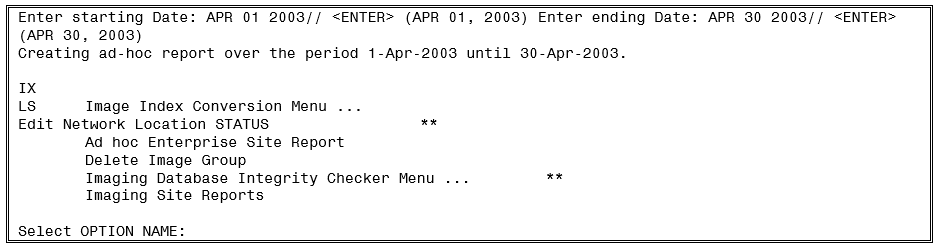 Enter starting Date: APR 01 2003// <ENTER> (APR 01, 2003) Enter ending Date: APR 30 2003// <ENTER>
(APR 30, 2003)
Creating ad-hoc report over the period 1-Apr-2003 until 30-Apr-2003.
IX
LS Image Index Conversion Menu ...
Edit Network Location STATUS **
Ad hoc Enterprise Site Report
Delete Image Group
Imaging Database Integrity Checker Menu ... **
Imaging Site Reports
Select OPTION NAME: